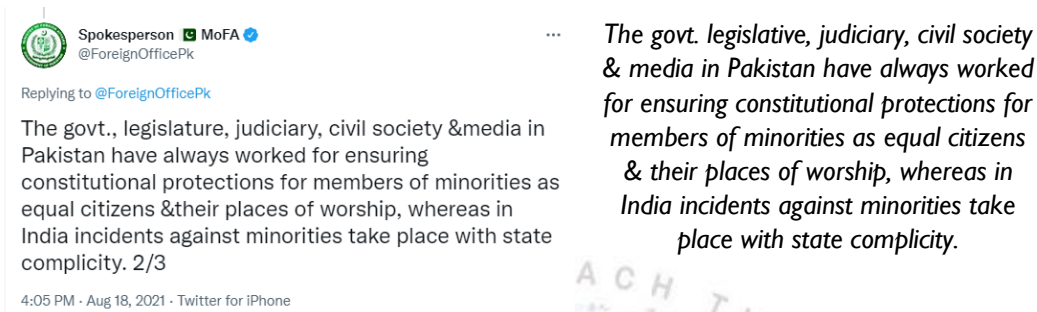 Spokesperson 🇵🇰 MoFA
@ForeignOfficePk
Replying to @ForeignOfficePk
The govt., legislature, judiciary, civil society &media in
Pakistan have always worked for ensuring
constitutional protections for members of minorities as
equal citizens &their places of worship, whereas in
India incidents against minorities take place with state
complicity. 2/3
4:05 PM · Aug 18, 2021 · Twitter for iPhone
The govt. legislative, judiciary, civil society
& media in Pakistan have always worked
for ensuring constitutional protections for
members of minorities as equal citizens
& their places of worship, whereas in
India incidents against minorities take
place with state complicity.
ACH